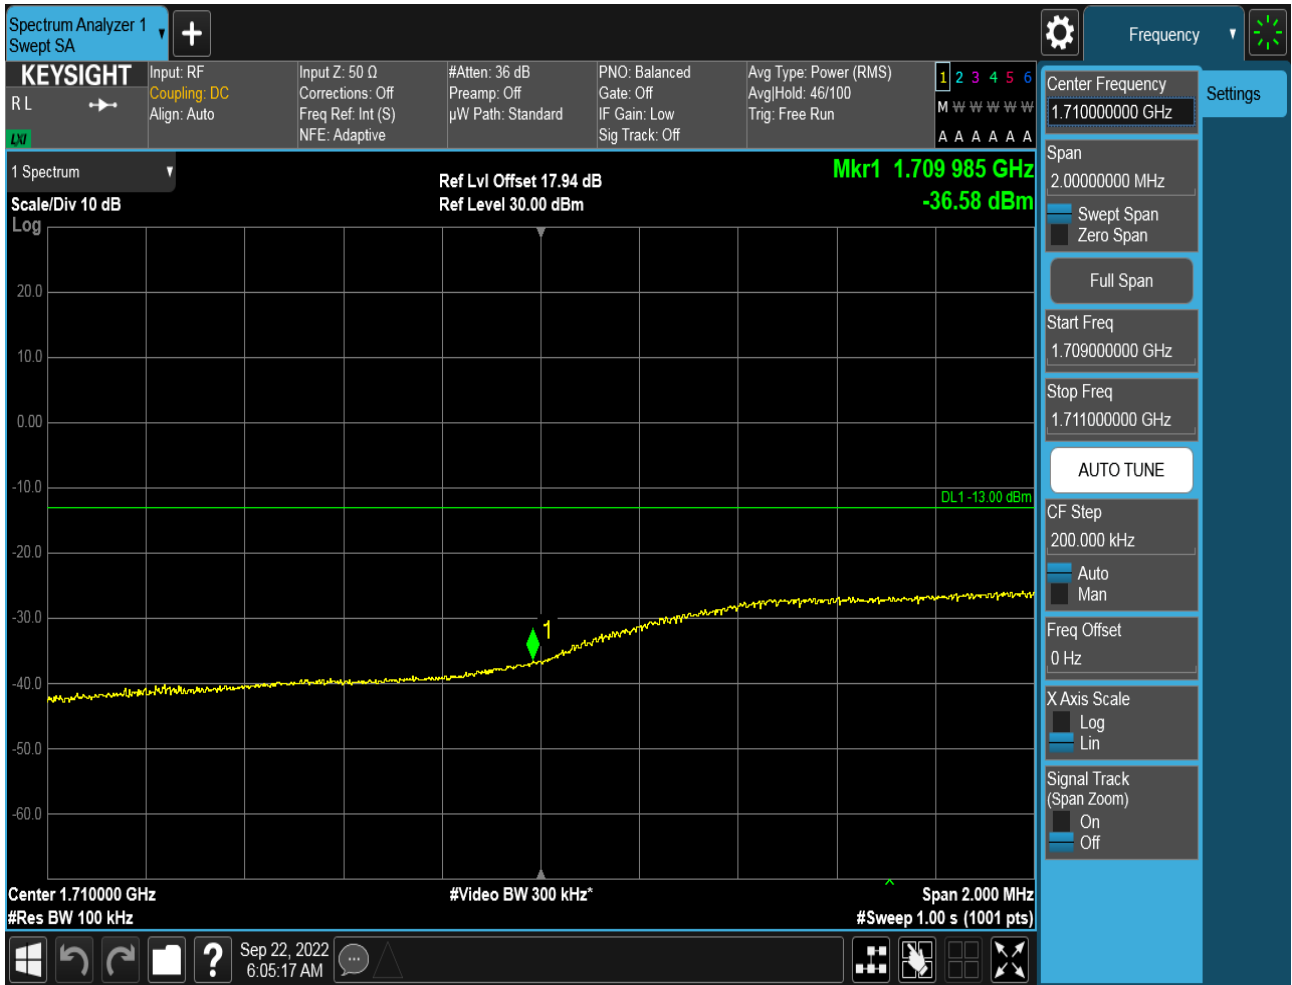 Spectrum Analyzer 1
Swept SA
Frequency
KEYSIGHT
R L
LXI
Input: RF
Coupling: DC
Align: Auto
Input Z: 50 Ω
Corrections: Off
Freq Ref: Int (S)
NFE: Adaptive
#Atten: 36 dB
Preamp: Off
µW Path: Standard
PNO: Balanced
Gate: Off
IF Gain: Low
Sig Track: Off
Avg Type: Power (RMS)
Avg|Hold: 46/100
Trig: Free Run
1 2 3 4 5 6
M W W W W W
A A A A A A
1 Spectrum
Scale/Div 10 dB
Log
Ref Lvl Offset 17.94 dB
Ref Level 30.00 dBm
Mkr1 1.709 985 GHz
-36.58 dBm
20.0
10.0
0.00
-10.0
DL1 -13.00 dBm
-20.0
-30.0
1
-40.0
-50.0
-60.0
Center 1.710000 GHz
#Video BW 300 kHz*
Span 2.000 MHz
#Res BW 100 kHz
#Sweep 1.00 s (1001 pts)
Sep 22, 2022
6:05:17 AM
Center Frequency
1.710000000 GHz
Settings
Span
2.00000000 MHz
Swept Span
Zero Span
Full Span
Start Freq
1.709000000 GHz
Stop Freq
1.711000000 GHz
AUTO TUNE
CF Step
200.000 kHz
Auto
Man
Freq Offset
0 Hz
X Axis Scale
Log
Lin
Signal Track
(Span Zoom)
On
Off